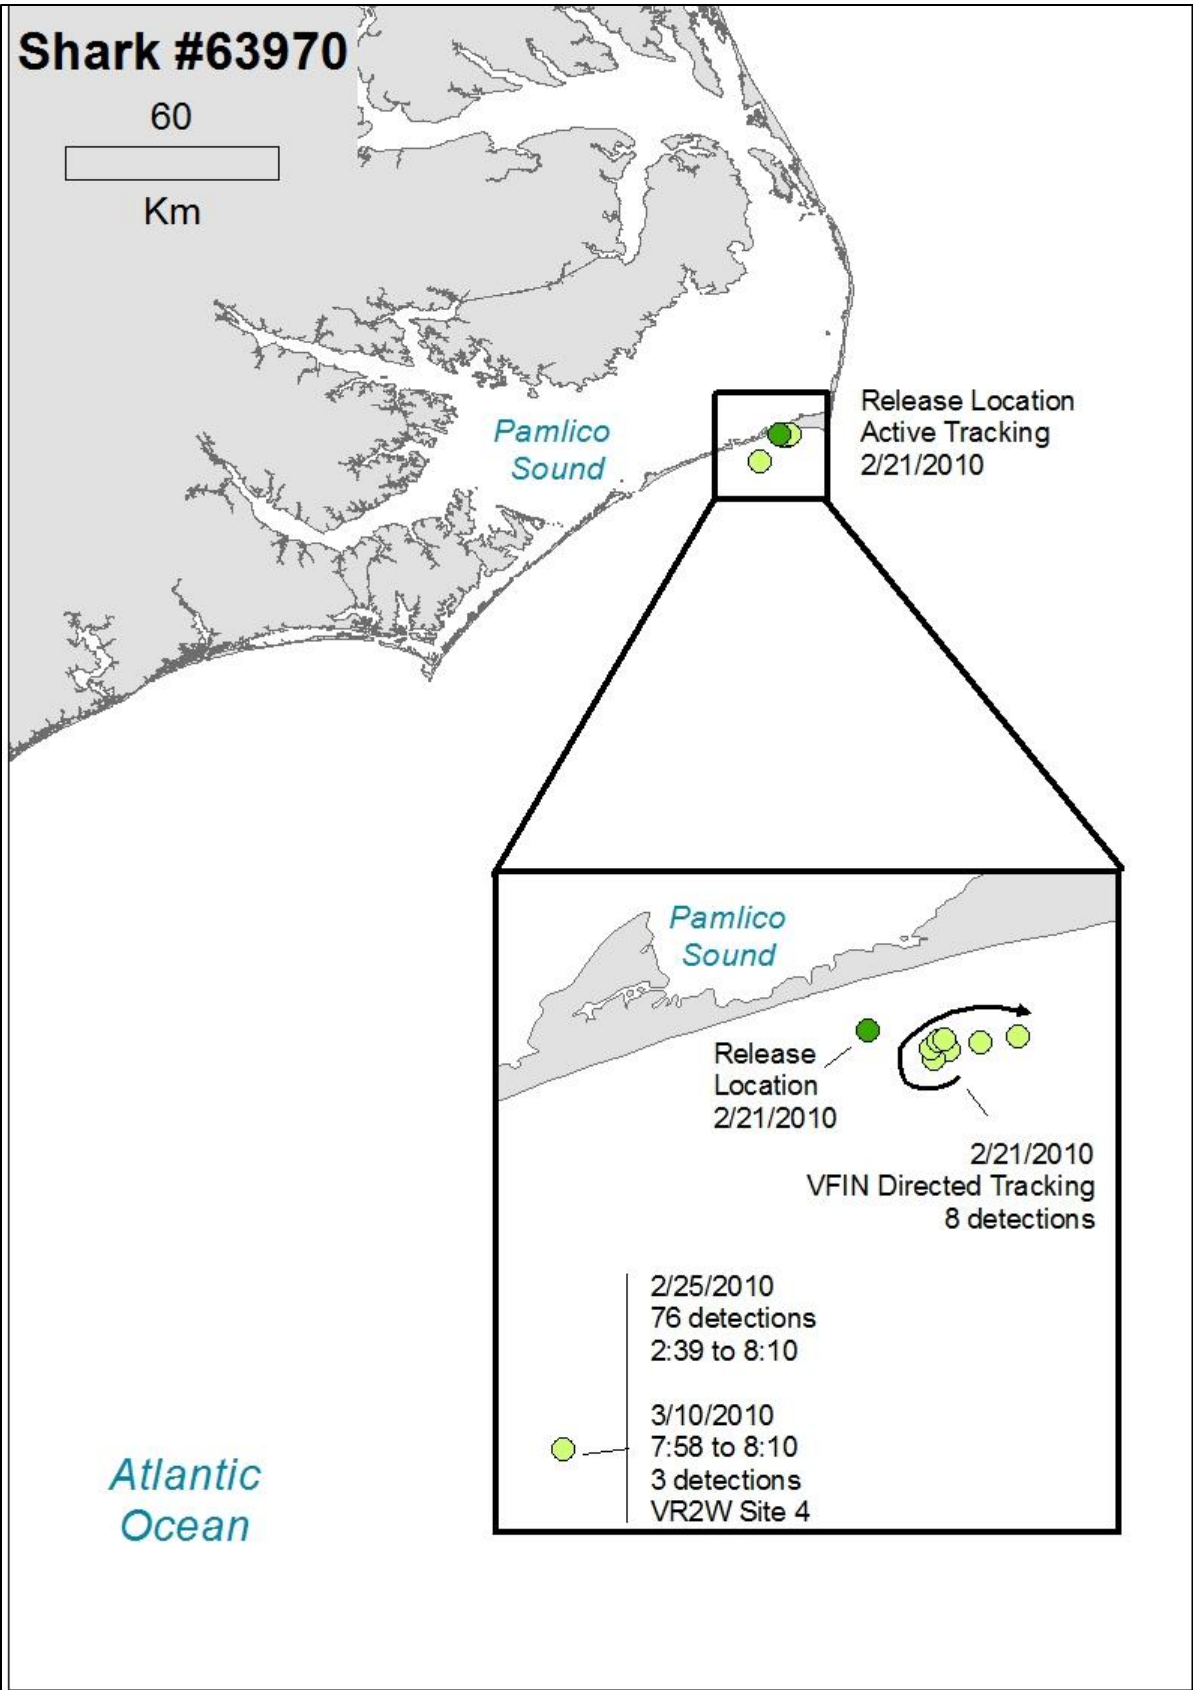 Shark #63970
60
Km
Pamlico
Sound
Release Location
Active Tracking
2/21/2010
Pamlico
Sound
Release
Location
2/21/2010
2/21/2010
VFIN Directed Tracking
8 detections
2/25/2010
76 detections
2:39 to 8:10
3/10/2010
7:58 to 8:10
3 detections
VR2W Site 4
Atlantic
Ocean